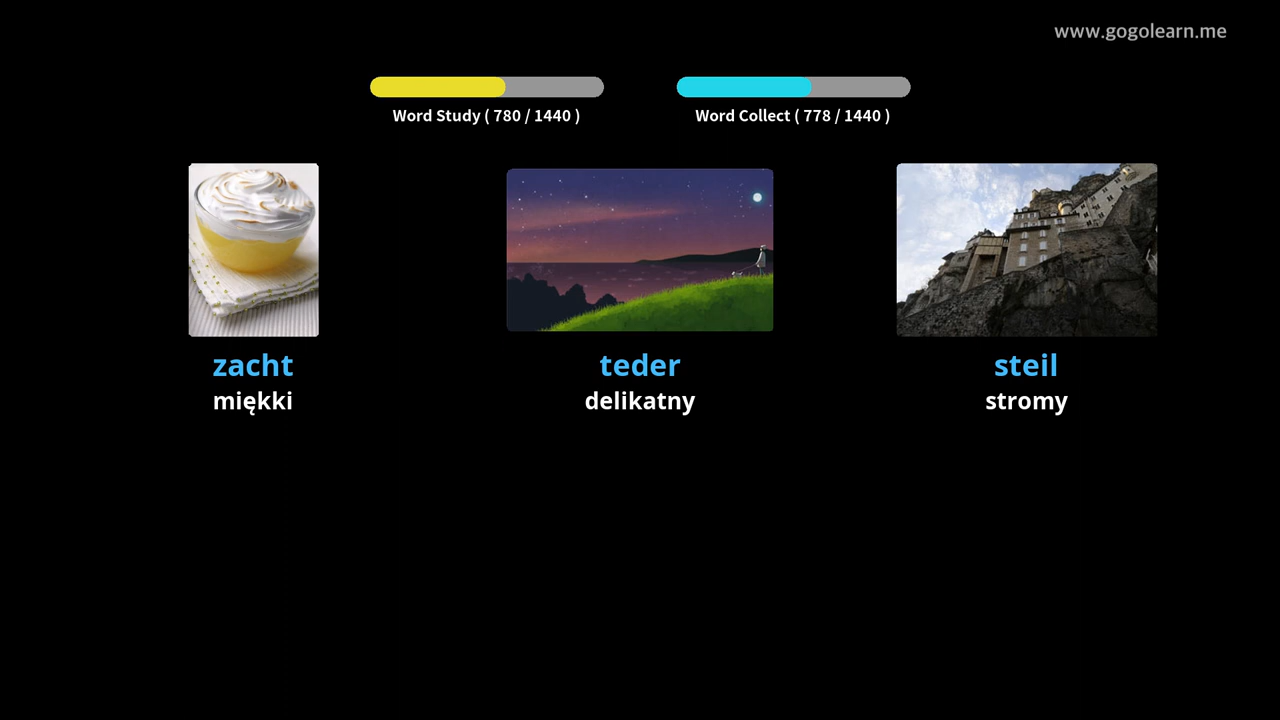 www.gogolearn.me
Word Study ( 780 / 1440 )
Word Collect ( 778 / 1440 )
zacht
miękki
teder
delikatny
steil
stromy